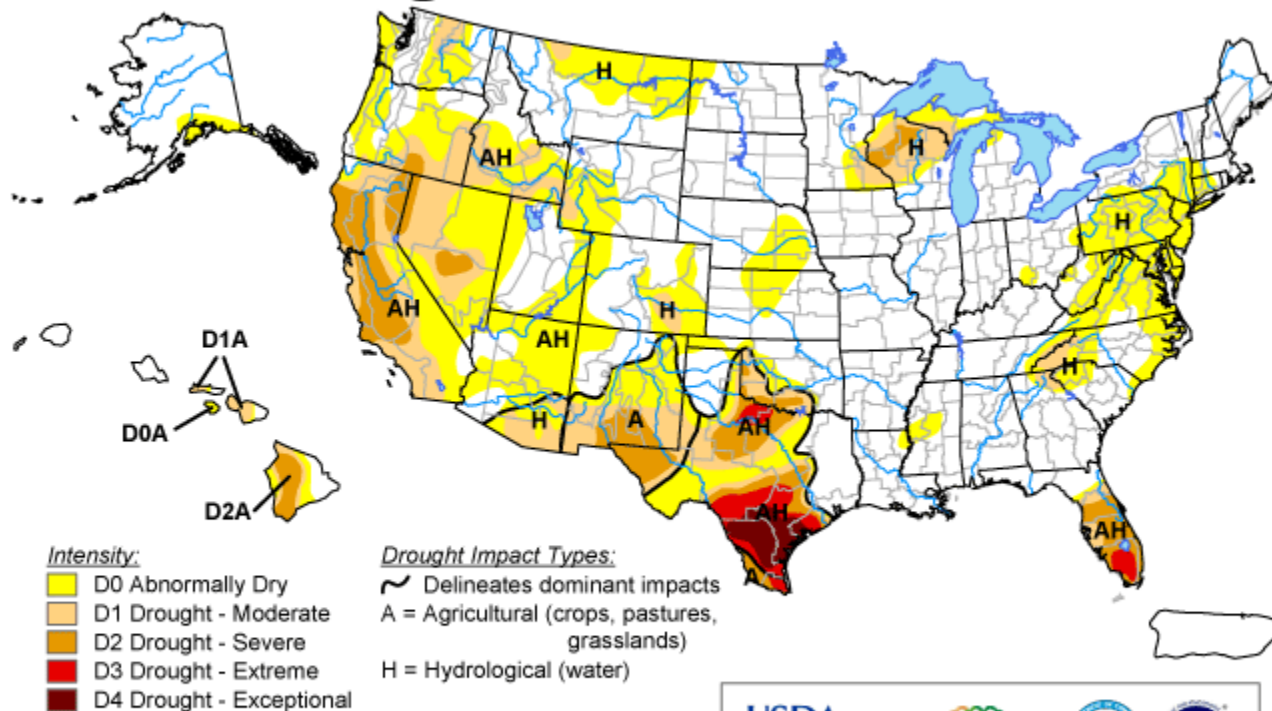 H
AH
H
H
AH
H
AH
H
H
A
AH
AH
AH
A
D1A
D0A
D2A
Intensity:
D0 Abnormally Dry
D1 Drought - Moderate
D2 Drought - Severe
D3 Drought - Extreme
D4 Drought - Exceptional
Drought Impact Types:
Delineates dominant impacts
A = Agricultural (crops, pastures,
grasslands)
H = Hydrological (water)
USDA